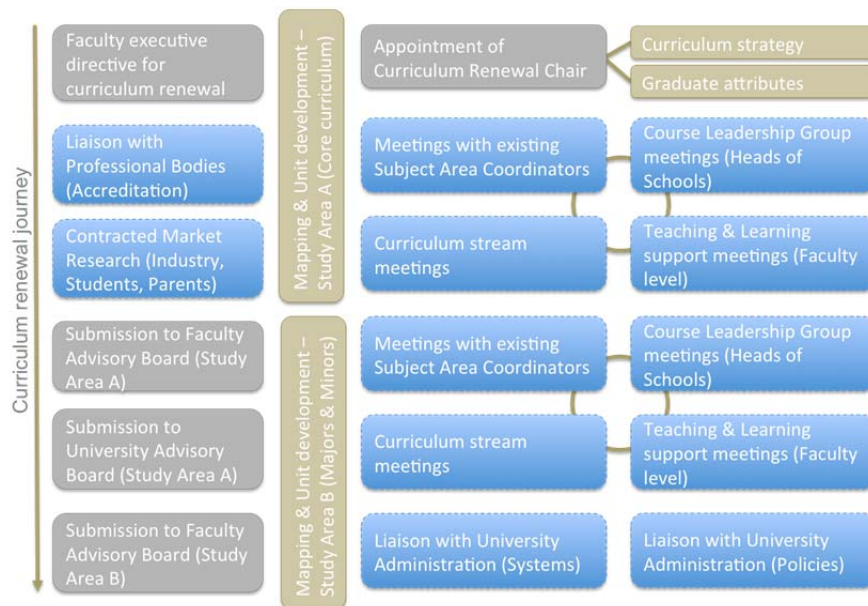 Curriculum renewal journey
Faculty executive
directive for
curriculum renewal
Liaison with
Professional Bodies
(Accreditation)
Contracted Market
Research (Industry,
Students, Parents)
Submission to Faculty
Advisory Board (Study
Area A)
Submission to
University Advisory
Board (Study Area A)
Submission to Faculty
Advisory Board (Study
Area B)
Mapping & Unit development –
Study Area A (Core curriculum)
Mapping & Unit development –
Study Area B (Majors & Minors)
Appointment of
Curriculum Renewal Chair
Curriculum strategy
Graduate attributes
Meetings with existing
Subject Area Coordinators
Course Leadership Group
meetings (Heads of
Schools)
Curriculum stream
meetings
Teaching & Learning
support meetings (Faculty
level)
Meetings with existing
Subject Area Coordinators
Course Leadership Group
meetings (Heads of
Schools)
Curriculum stream
meetings
Teaching & Learning
support meetings (Faculty
level)
Liaison with University
Administration (Systems)
Liaison with University
Administration (Policies)